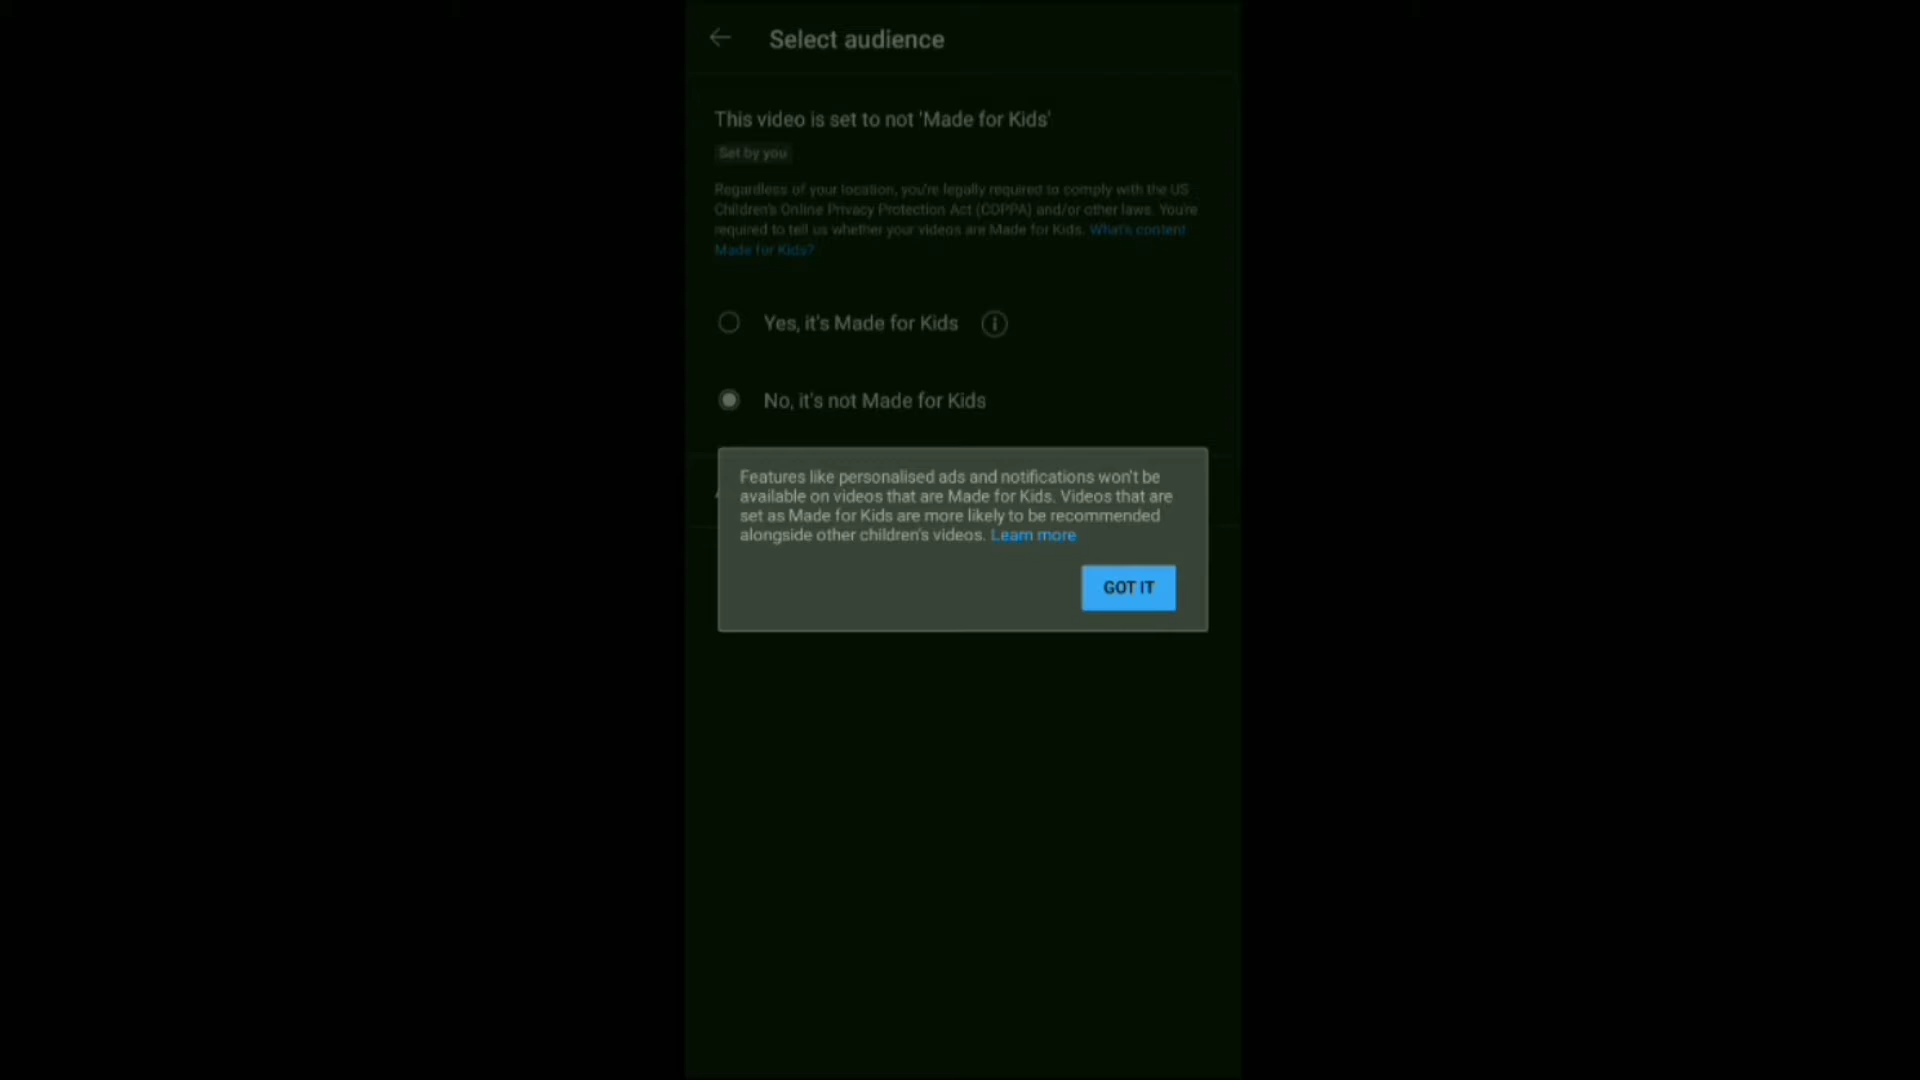 Select audience
This video is set to not 'Made for Kids'
Set by you
Regardless of your location, you're legally required to comply with the US
Children's Online Privacy Protection Act (COPPA) and/or other laws. You're
required to tell us whether your videos are Made for Kids. What's content
Made for Kids?
Yes, it's Made for Kids
No, it's not Made for Kids
Features like personalised ads and notifications won't be
available on videos that are Made for Kids. Videos that are
set as Made for Kids are more likely to be recommended
alongside other children's videos. Learn more
GOT IT